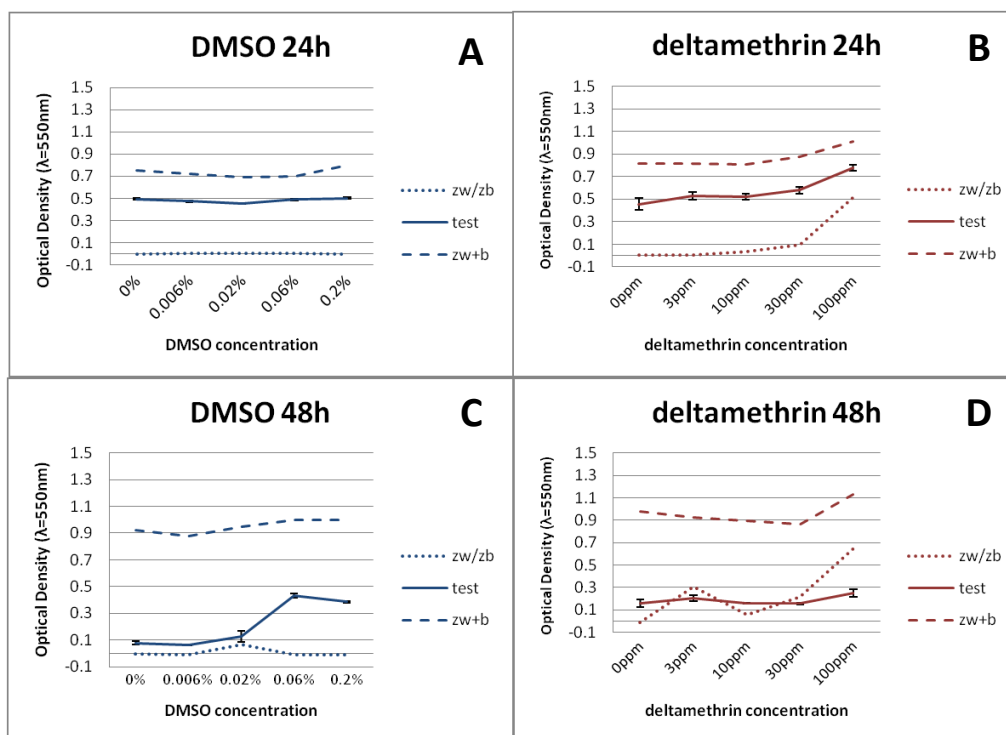 DMSO 24h
A
Optical Density (λ=550nm)
1.5
1.3
1.1
0.9
0.7
0.5
0.3
0.1
-0.1
0%
0.006%
0.02%
0.06%
0.2%
DMSO concentration
zw/zb
test
zw+b
deltamethrin 24h
B
Optical Density (λ=550nm)
1.5
1.3
1.1
0.9
0.7
0.5
0.3
0.1
-0.1
0ppm
3ppm
10ppm
30ppm
100ppm
deltamethrin concentration
zw/zb
test
zw+b
DMSO 48h
C
Optical Density (λ=550nm)
1.5
1.3
1.1
0.9
0.7
0.5
0.3
0.1
-0.1
0%
0.006%
0.02%
0.06%
0.2%
DMSO concentration
zw/zb
test
zw+b
deltamethrin 48h
D
Optical Density (λ=550nm)
1.5
1.3
1.1
0.9
0.7
0.5
0.3
0.1
-0.1
0ppm
3ppm
10ppm
30ppm
100ppm
deltamethrin concentration
zw/zb
test
zw+b